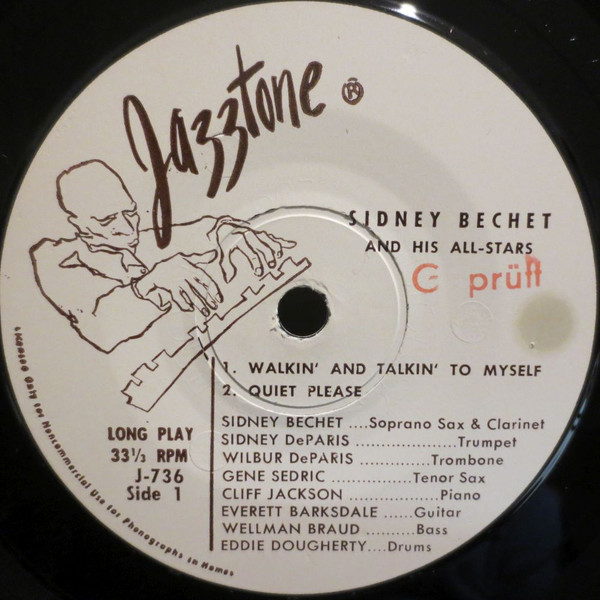 Jazztone ®
SIDNEY BECHET
AND HIS ALL-STARS
G prüft
1. WALKIN' AND TALKIN' TO MYSELF
2. QUIET PLEASE
SIDNEY BECHET ....Soprano Sax & Clarinet
SIDNEY DePARIS ...................Trumpet
WILBUR DePARIS .............Trombone
GENE SEDRIC ...............Tenor Sax
CLIFF JACKSON .................Piano
EVERETT BARKSDALE ......Guitar
WELLMAN BRAUD ..........Bass
EDDIE DOUGHERTY....Drums
LONG PLAY
33⅓ RPM
J-736
Side 1
Licensed Only for Noncommercial Use for Phonographs in Homes